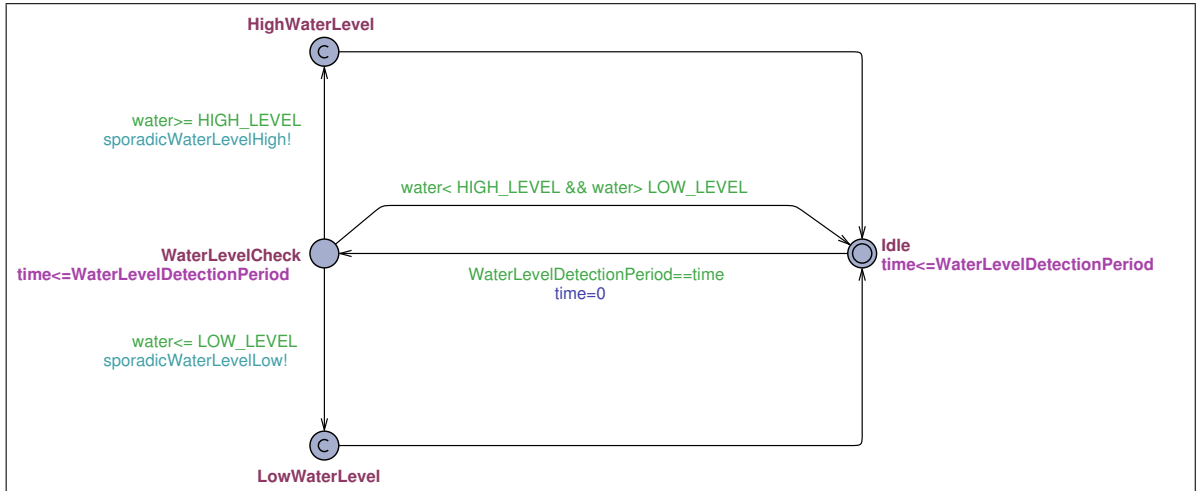 HighWaterLevel
C
water>= HIGH_LEVEL
sporadicWaterLevelHigh!
water< HIGH_LEVEL && water> LOW_LEVEL
WaterLevelCheck
time<=WaterLevelDetectionPeriod
Idle
time<=WaterLevelDetectionPeriod
WaterLevelDetectionPeriod==time
time=0
water<= LOW_LEVEL
sporadicWaterLevelLow!
C
LowWaterLevel